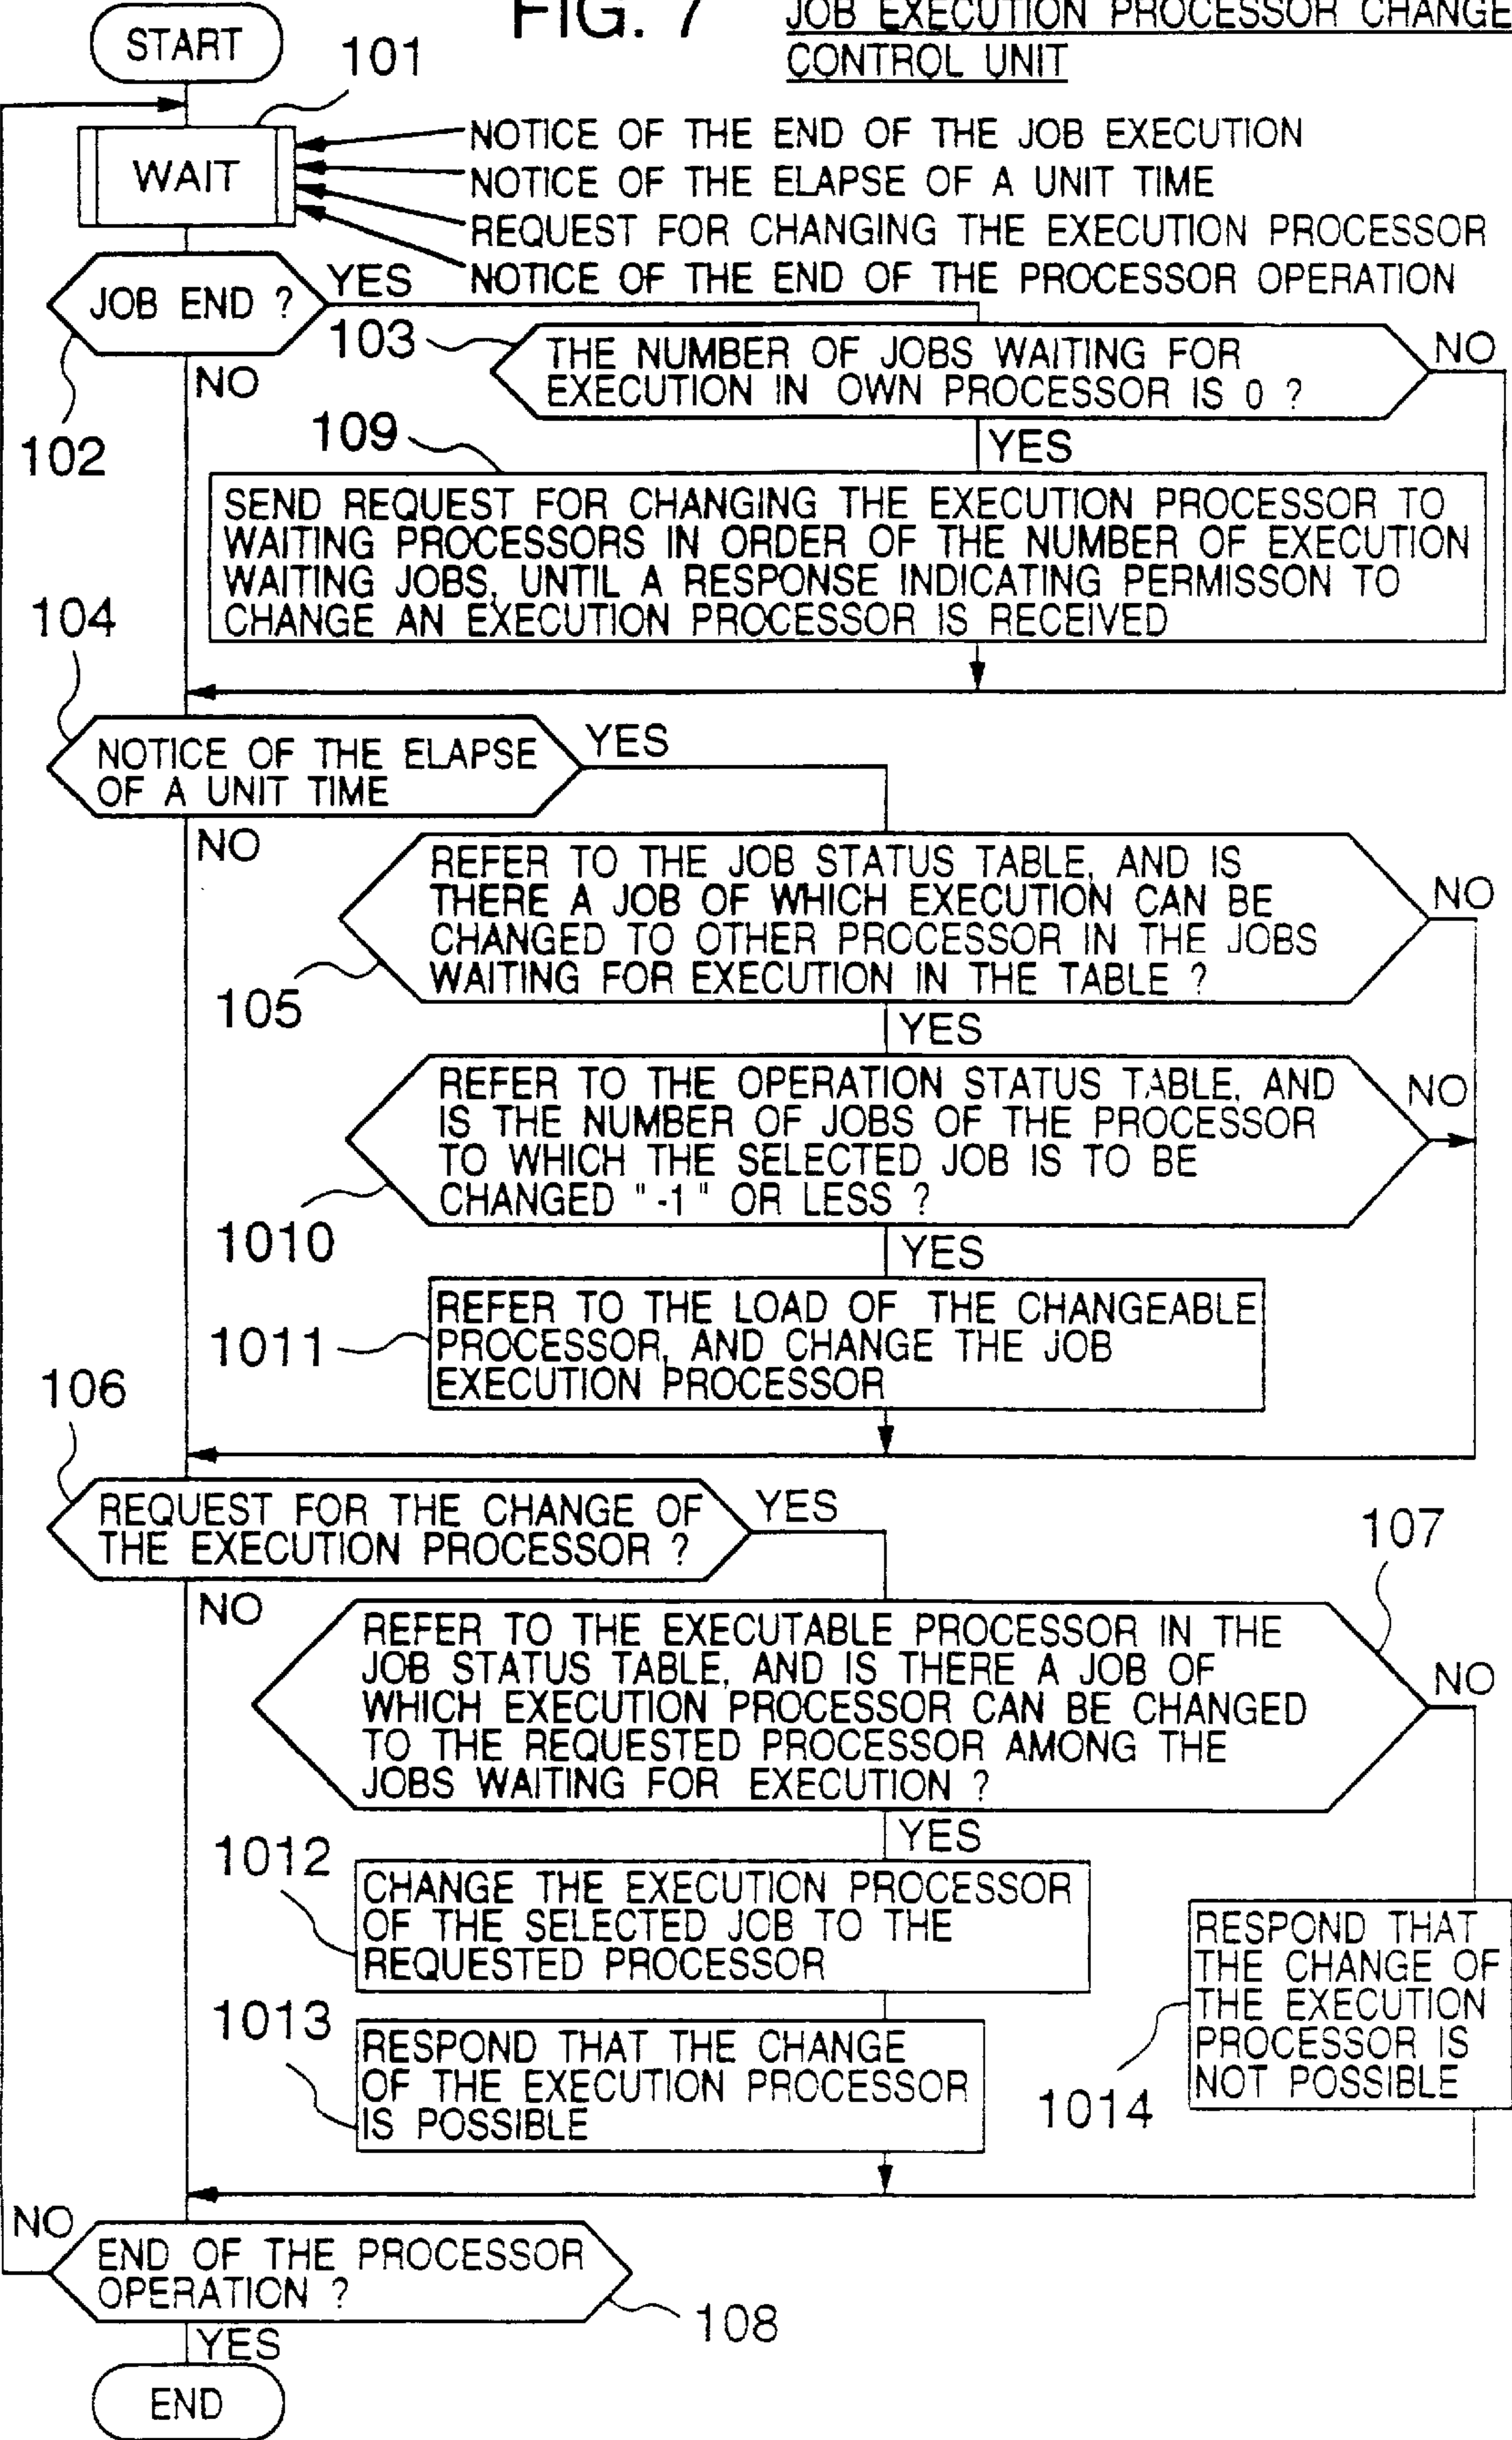 FIG. 7
JOB EXECUTION PROCESSOR CHANGE
CONTROL UNIT
START
101
WAIT
NOTICE OF THE END OF THE JOB EXECUTION
NOTICE OF THE ELAPSE OF A UNIT TIME
REQUEST FOR CHANGING THE EXECUTION PROCESSOR
NOTICE OF THE END OF THE PROCESSOR OPERATION
JOB END ?
YES
NO
102
103
THE NUMBER OF JOBS WAITING FOR
EXECUTION IN OWN PROCESSOR IS 0 ?
NO
YES
109
SEND REQUEST FOR CHANGING THE EXECUTION PROCESSOR TO
WAITING PROCESSORS IN ORDER OF THE NUMBER OF EXECUTION
WAITING JOBS, UNTIL A RESPONSE INDICATING PERMISSON TO
CHANGE AN EXECUTION PROCESSOR IS RECEIVED
104
NOTICE OF THE ELAPSE
OF A UNIT TIME
YES
NO
REFER TO THE JOB STATUS TABLE, AND IS
THERE A JOB OF WHICH EXECUTION CAN BE
CHANGED TO OTHER PROCESSOR IN THE JOBS
WAITING FOR EXECUTION IN THE TABLE ?
NO
105
YES
REFER TO THE OPERATION STATUS TABLE, AND
IS THE NUMBER OF JOBS OF THE PROCESSOR
TO WHICH THE SELECTED JOB IS TO BE
CHANGED "-1" OR LESS ?
NO
1010
YES
REFER TO THE LOAD OF THE CHANGEABLE
PROCESSOR, AND CHANGE THE JOB
EXECUTION PROCESSOR
1011
106
REQUEST FOR THE CHANGE OF
THE EXECUTION PROCESSOR ?
YES
NO
107
REFER TO THE EXECUTABLE PROCESSOR IN THE
JOB STATUS TABLE, AND IS THERE A JOB OF
WHICH EXECUTION PROCESSOR CAN BE CHANGED
TO THE REQUESTED PROCESSOR AMONG THE
JOBS WAITING FOR EXECUTION ?
NO
YES
1012
CHANGE THE EXECUTION PROCESSOR
OF THE SELECTED JOB TO THE
REQUESTED PROCESSOR
1013
RESPOND THAT THE CHANGE
OF THE EXECUTION PROCESSOR
IS POSSIBLE
RESPOND THAT
THE CHANGE OF
THE EXECUTION
PROCESSOR IS
NOT POSSIBLE
1014
NO
END OF THE PROCESSOR
OPERATION ?
108
YES
END